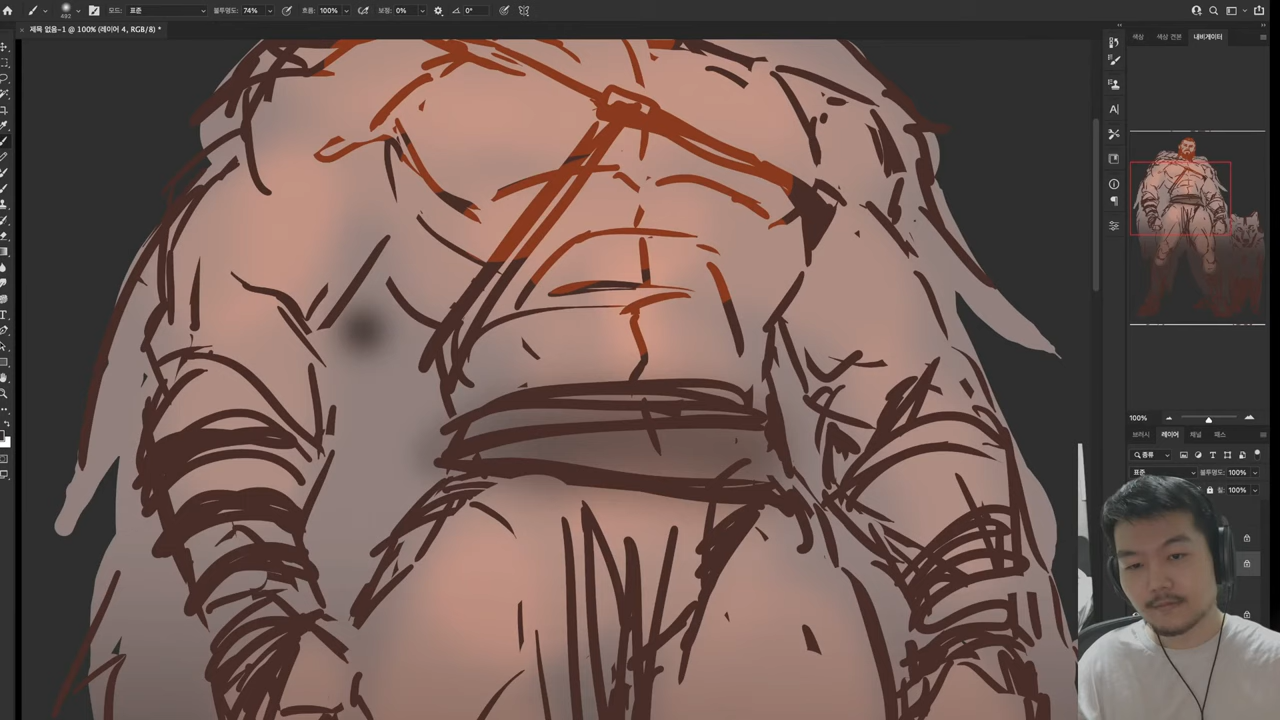 모드: 표준 불투명도: 74% 흐름: 100% 보정: 0% 0°
제목 없음-1 @ 100% (레이어 4, RGB/8) *
색상 색상 견본 내비게이터
100%
브러시 레이어 채널 패스
종류
표준 불투명도: 100%
100%